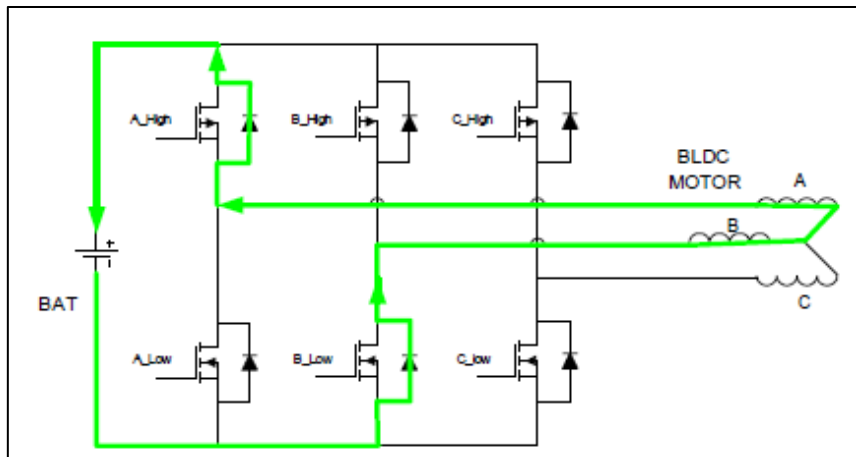 A_High
B_High
C_High
BLDC
MOTOR
A
B
C
+
-
BAT
A_Low
B_Low
C_low